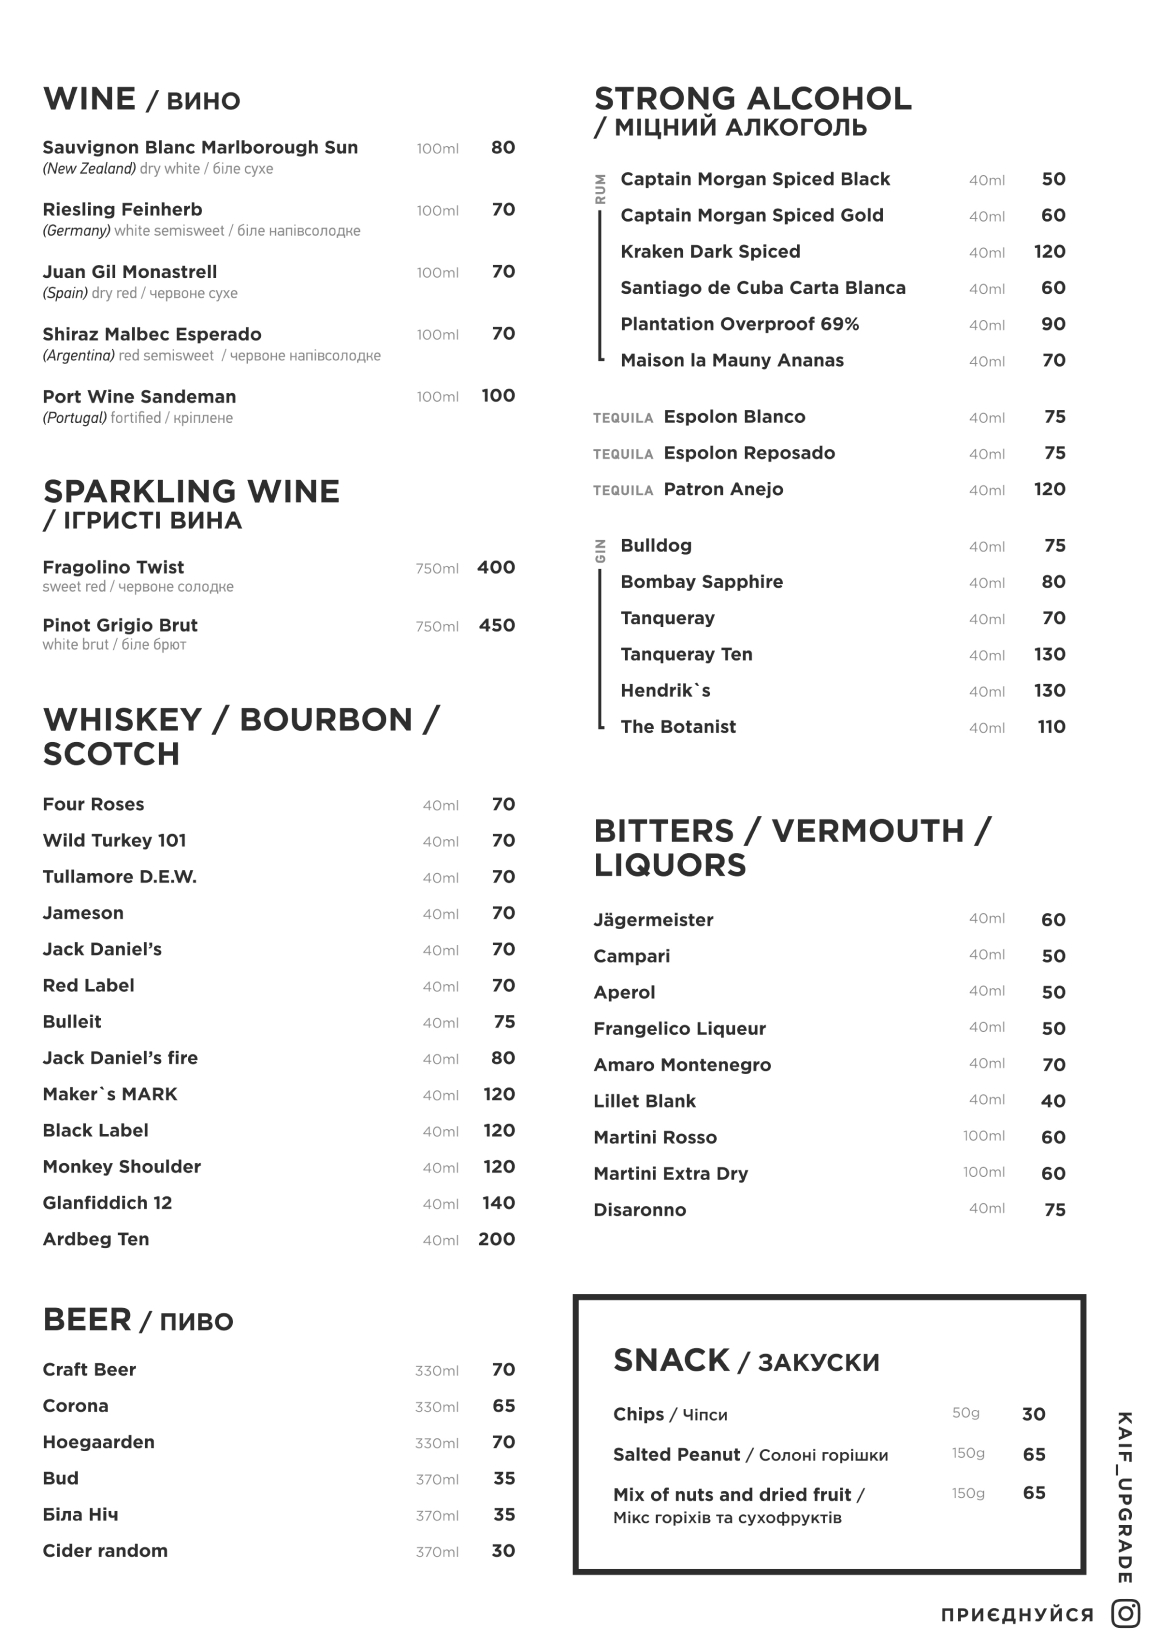 WINE / ВИНО
Sauvignon Blanc Marlborough Sun 100ml 80
(New Zealand) dry white / біле сухе
Riesling Feinherb 100ml 70
(Germany) white semisweet / біле напівсолодке
Juan Gil Monastrell 100ml 70
(Spain) dry red / червоне сухе
Shiraz Malbec Esperado 100ml 70
(Argentina) red semisweet / червоне напівсолодке
Port Wine Sandeman 100ml 100
(Portugal) fortified / кріплене
SPARKLING WINE
/ ІГРИСТІ ВИНА
Fragolino Twist 750ml 400
sweet red / червоне солодке
Pinot Grigio Brut 750ml 450
white brut / біле брют
WHISKEY / BOURBON /
SCOTCH
Four Roses 40ml 70
Wild Turkey 101 40ml 70
Tullamore D.E.W. 40ml 70
Jameson 40ml 70
Jack Daniel’s 40ml 70
Red Label 40ml 70
Bulleit 40ml 75
Jack Daniel’s fire 40ml 80
Maker`s MARK 40ml 120
Black Label 40ml 120
Monkey Shoulder 40ml 120
Glanfiddich 12 40ml 140
Ardbeg Ten 40ml 200
BEER / ПИВО
Craft Beer 330ml 70
Corona 330ml 65
Hoegaarden 330ml 70
Bud 370ml 35
Біла Ніч 370ml 35
Cider random 370ml 30
STRONG ALCOHOL
/ МІЦНИЙ АЛКОГОЛЬ
RUM
Captain Morgan Spiced Black 40ml 50
Captain Morgan Spiced Gold 40ml 60
Kraken Dark Spiced 40ml 120
Santiago de Cuba Carta Blanca 40ml 60
Plantation Overproof 69% 40ml 90
Maison la Mauny Ananas 40ml 70
TEQUILA Espolon Blanco 40ml 75
TEQUILA Espolon Reposado 40ml 75
TEQUILA Patron Anejo 40ml 120
GIN
Bulldog 40ml 75
Bombay Sapphire 40ml 80
Tanqueray 40ml 70
Tanqueray Ten 40ml 130
Hendrik`s 40ml 130
The Botanist 40ml 110
BITTERS / VERMOUTH /
LIQUORS
Jägermeister 40ml 60
Campari 40ml 50
Aperol 40ml 50
Frangelico Liqueur 40ml 50
Amaro Montenegro 40ml 70
Lillet Blank 40ml 40
Martini Rosso 100ml 60
Martini Extra Dry 100ml 60
Disaronno 40ml 75
SNACK / ЗАКУСКИ
Chips / Чіпси 50g 30
Salted Peanut / Солоні горішки 150g 65
Mix of nuts and dried fruit / 150g 65
Мікс горіхів та сухофруктів
KAIF_UPGRADE
ПРИЄДНУЙСЯ